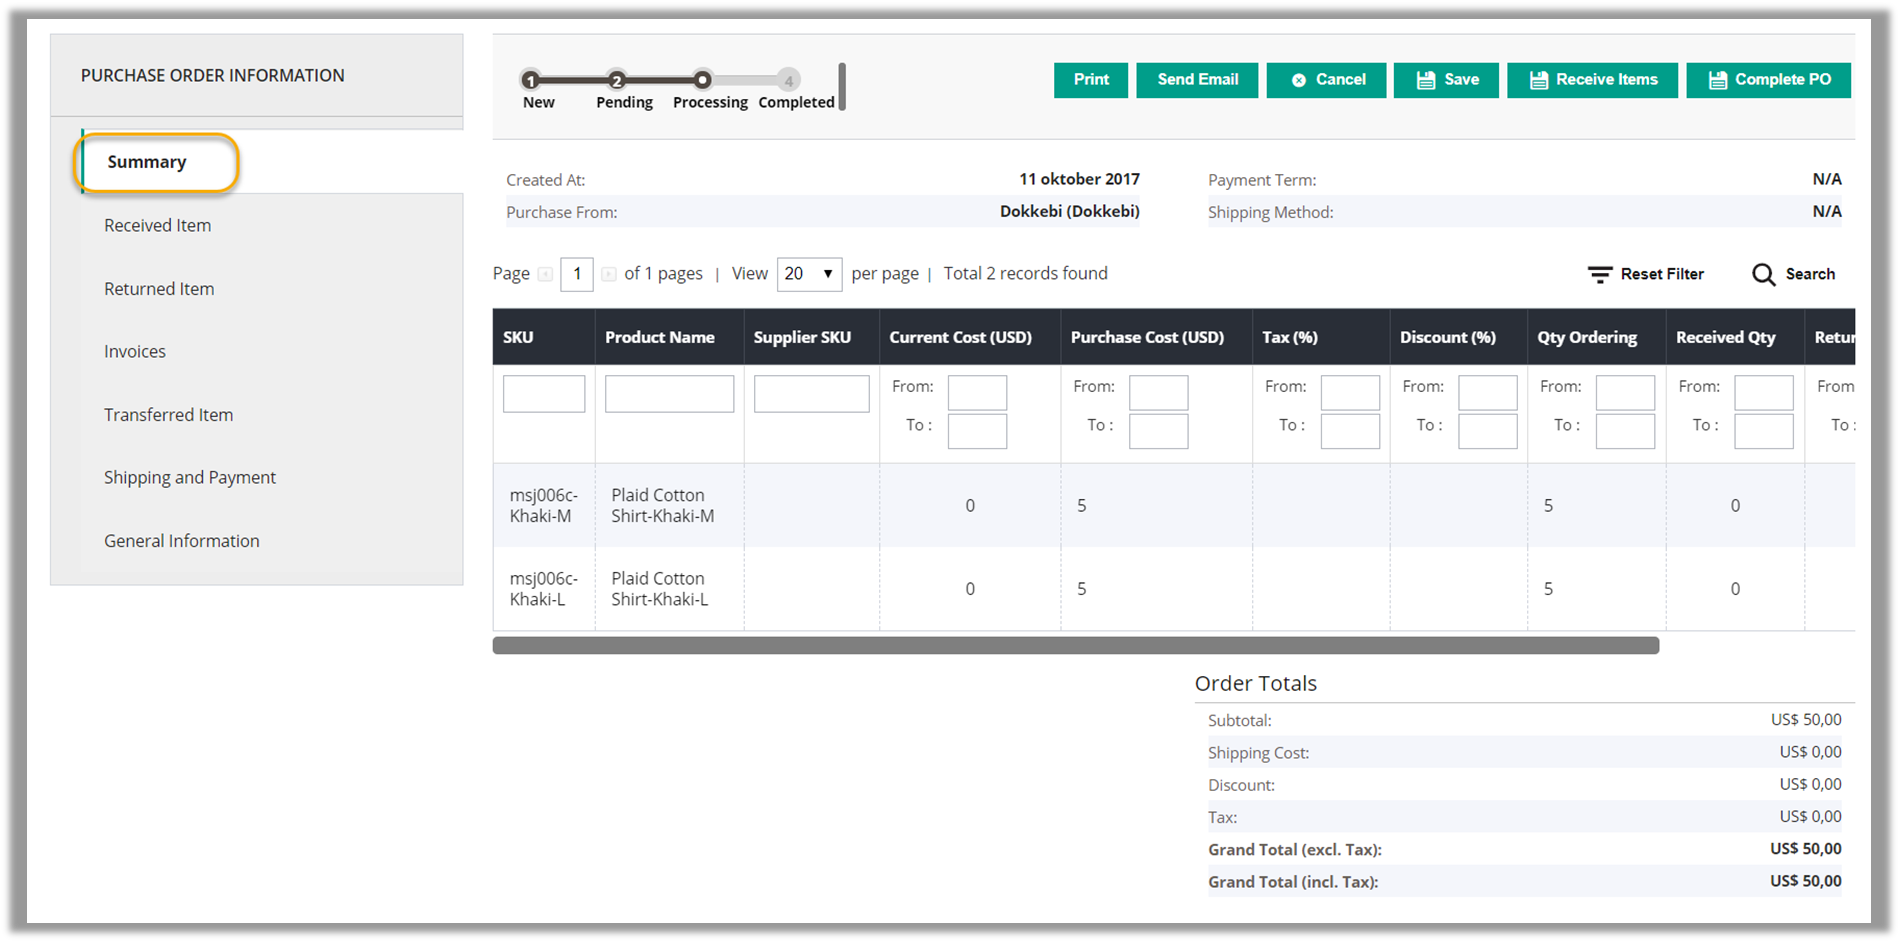 PURCHASE ORDER INFORMATION
Summary
Received Item
Returned Item
Invoices
Transferred Item
Shipping and Payment
General Information
1 2 4
New Pending Processing Completed
Print Send Email Cancel Save Receive Items Complete PO
Created At: 11 oktober 2017 Payment Term: N/A
Purchase From: Dokkebi (Dokkebi) Shipping Method: N/A
Page 1 of 1 pages | View 20 per page | Total 2 records found Reset Filter Search
SKU Product Name Supplier SKU Current Cost (USD) Purchase Cost (USD) Tax (%) Discount (%) Qty Ordering Received Qty Retur
From: From: From: From: From: From: From
To : To : To : To : To : To : To :
msj006c- Plaid Cotton
Khaki-M Shirt-Khaki-M 0 5 5 0
msj006c- Plaid Cotton
Khaki-L Shirt-Khaki-L 0 5 5 0
Order Totals
Subtotal: US$ 50,00
Shipping Cost: US$ 0,00
Discount: US$ 0,00
Tax: US$ 0,00
Grand Total (excl. Tax): US$ 50,00
Grand Total (incl. Tax): US$ 50,00